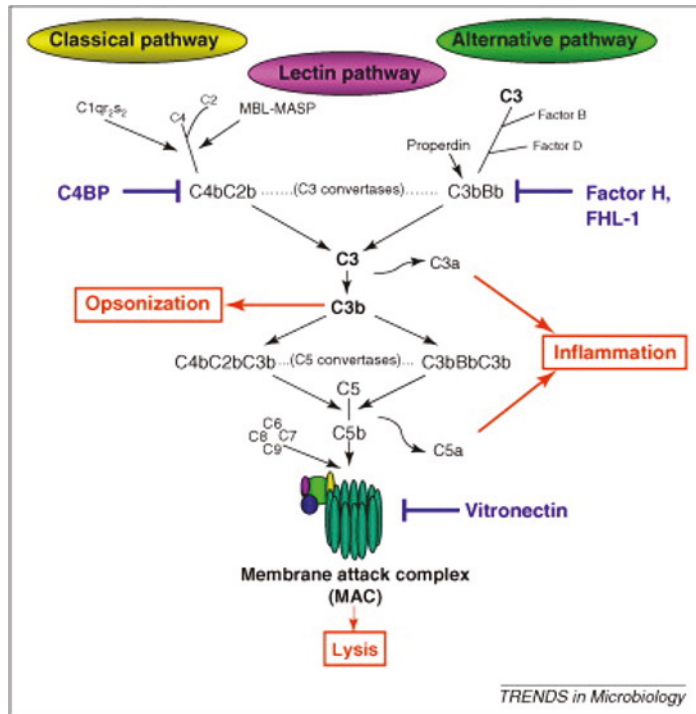 Classical pathway
Alternative pathway
Lectin pathway
C1qr₂s₂
C4
C2
MBL-MASP
C3
Factor B
Factor D
Properdin
C4BP
C4bC2b ......(C3 convertases)...... C3bBb
Factor H,
FHL-1
C3
C3a
Opsonization
C3b
Inflammation
C4bC2bC3b...(C5 convertases)... C3bBbC3b
C5
C6
C8 C7
C9
C5b
C5a
Vitronectin
Membrane attack complex
(MAC)
Lysis
TRENDS in Microbiology